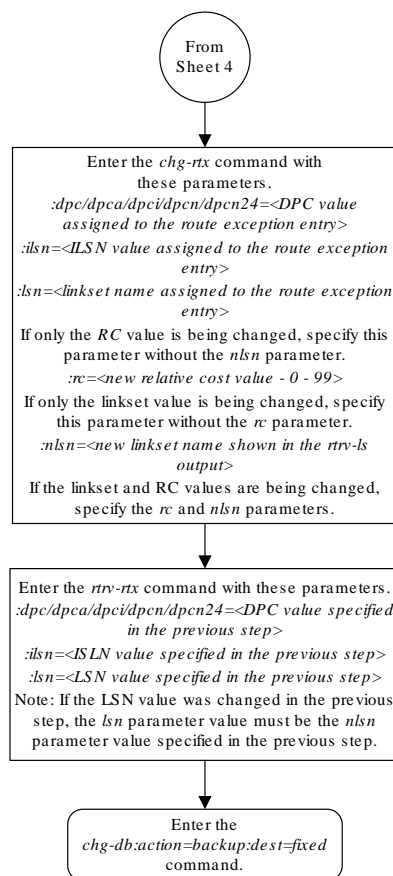 From
Sheet 4
Enter the chg-rtx command with
these parameters.
:dpc/dpca/dpci/dpcn/dpcn24=<DPC value
assigned to the route exception entry>
:ilsn=<ILSN value assigned to the route exception
entry>
:lsn=<linkset name assigned to the route exception
entry>
If only the RC value is being changed, specify this
parameter without the nlsn parameter.
:rc=<new relative cost value - 0 - 99>
If only the linkset value is being changed, specify
this parameter without the rc parameter.
:nlsn=<new linkset name shown in the rtrv-ls
output>
If the linkset and RC values are being changed,
specify the rc and nlsn parameters.
Enter the rtrv-rtx command with these parameters.
:dpc/dpca/dpci/dpcn/dpcn24=<DPC value specified
in the previous step>
:ilsn=<ISLN value specified in the previous step>
:lsn=<LSN value specified in the previous step>
Note: If the LSN value was changed in the previous
step, the lsn parameter value must be the nlsn
parameter value specified in the previous step.
Enter the
chg-db:action=backup:dest=fixed
command.